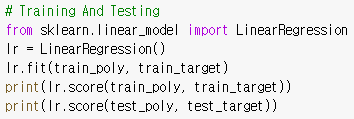 # Training And Testing
from sklearn.linear_model import LinearRegression
lr = LinearRegression()
lr.fit(train_poly, train_target)
print(lr.score(train_poly, train_target))
print(lr.score(test_poly, test_target))